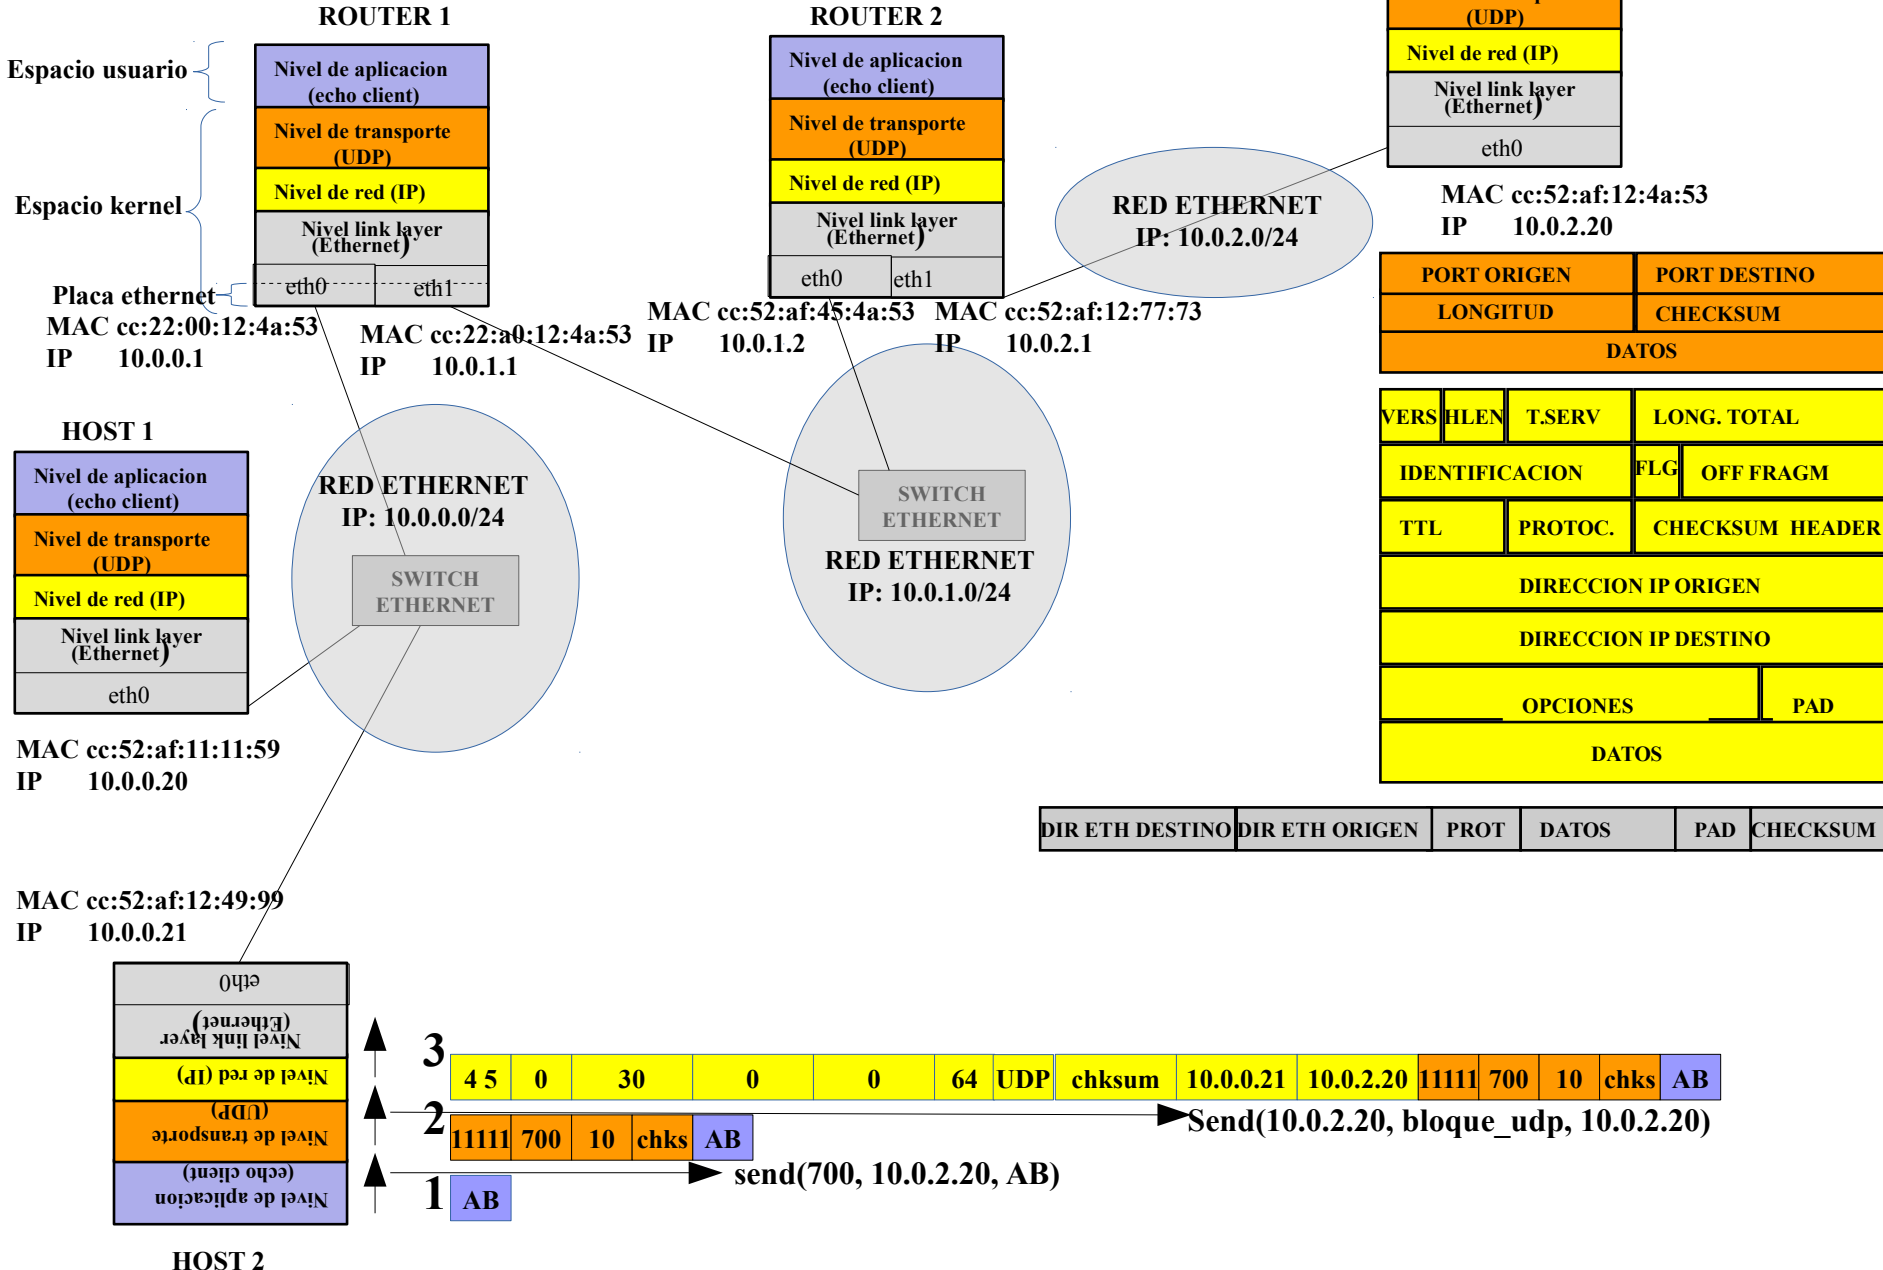 ROUTER 1
Espacio usuario
Nivel de aplicacion
(echo client)
Nivel de transporte
(UDP)
Nivel de red (IP)
Espacio kernel
Nivel link layer
(Ethernet)
eth0
eth1
Placa ethernet
MAC cc:22:00:12:4a:53
IP 10.0.0.1
MAC cc:22:a0:12:4a:53
IP 10.0.1.1
ROUTER 2
Nivel de aplicacion
(echo client)
Nivel de transporte
(UDP)
Nivel de red (IP)
Nivel link layer
(Ethernet)
eth0
eth1
MAC cc:52:af:45:4a:53
IP 10.0.1.2
MAC cc:52:af:12:77:73
IP 10.0.2.1
RED ETHERNET
IP: 10.0.2.0/24
(UDP)
Nivel de red (IP)
Nivel link layer
(Ethernet)
eth0
MAC cc:52:af:12:4a:53
IP 10.0.2.20
PORT ORIGEN
PORT DESTINO
LONGITUD
CHECKSUM
DATOS
VERS
HLEN
T.SERV
LONG. TOTAL
IDENTIFICACION
FLG
OFF FRAGM
TTL
PROTOC.
CHECKSUM HEADER
DIRECCION IP ORIGEN
DIRECCION IP DESTINO
OPCIONES
PAD
DATOS
DIR ETH DESTINO
DIR ETH ORIGEN
PROT
DATOS
PAD
CHECKSUM
HOST 1
Nivel de aplicacion
(echo client)
Nivel de transporte
(UDP)
Nivel de red (IP)
Nivel link layer
(Ethernet)
eth0
MAC cc:52:af:11:11:59
IP 10.0.0.20
RED ETHERNET
IP: 10.0.0.0/24
SWITCH
ETHERNET
SWITCH
ETHERNET
RED ETHERNET
IP: 10.0.1.0/24
MAC cc:52:af:12:49:99
IP 10.0.0.21
eth0
Nivel link layer
(Ethernet)
Nivel de red (IP)
Nivel de transporte
(UDP)
Nivel de aplicacion
(echo client)
HOST 2
3
4 5
0
30
0
0
64
UDP
chksum
10.0.0.21
10.0.2.20
11111
700
10
chks
AB
Send(10.0.2.20, bloque_udp, 10.0.2.20)
2
11111
700
10
chks
AB
send(700, 10.0.2.20, AB)
1
AB